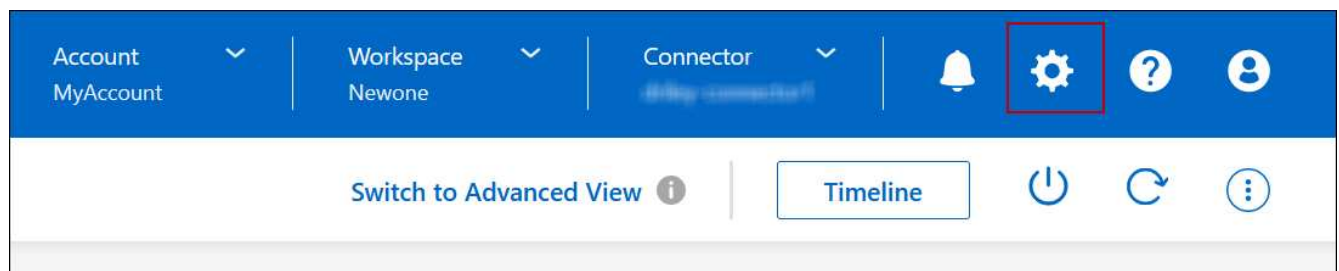 Account
MyAccount
Workspace
Newone
Connector
Switch to Advanced View
Timeline